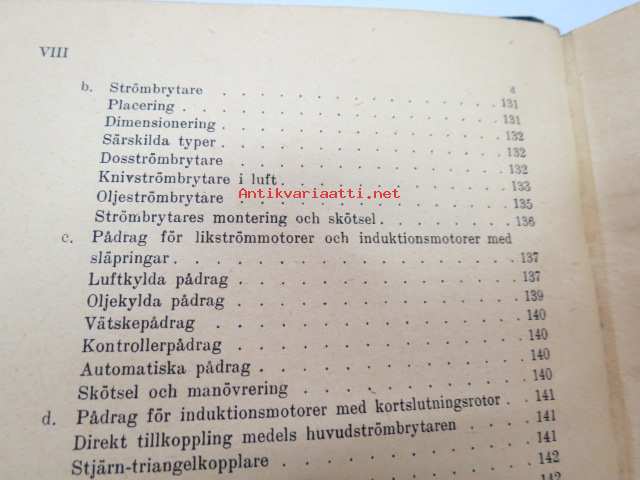 VIII
b. Strömbrytare . . . . . . . . . . . .
Placering . . . . . . . . . . . . . 131
Dimensionering . . . . . . . . . . . 131
Särskilda typer . . . . . . . . . . . 132
Dosströmbrytare . . . . . . . . . . . 132
Knivströmbrytare i luft . . . . . . . . 132
Oljeströmbrytare . . . . . . . . . . . 133
Strömbrytares montering och skötsel . . . . 135
136
c. Pådrag för likströmmotorer och induktionsmotorer med
släpringar . . . . . . . . . . . . . 137
Luftkylda pådrag . . . . . . . . . . . 137
Oljekylda pådrag . . . . . . . . . . . 139
Vätskepådrag . . . . . . . . . . . . 140
Kontrollerpådrag . . . . . . . . . . . 140
Automatiska pådrag . . . . . . . . . . 140
Skötsel och manövrering . . . . . . . . 140
d. Pådrag för induktionsmotorer med kortslutningsrotor . 141
Direkt tillkoppling medels huvudströmbrytaren . . . 141
Stjärn-triangelkopplare . . . . . . . . . 141
142
Antikvariaatti.net